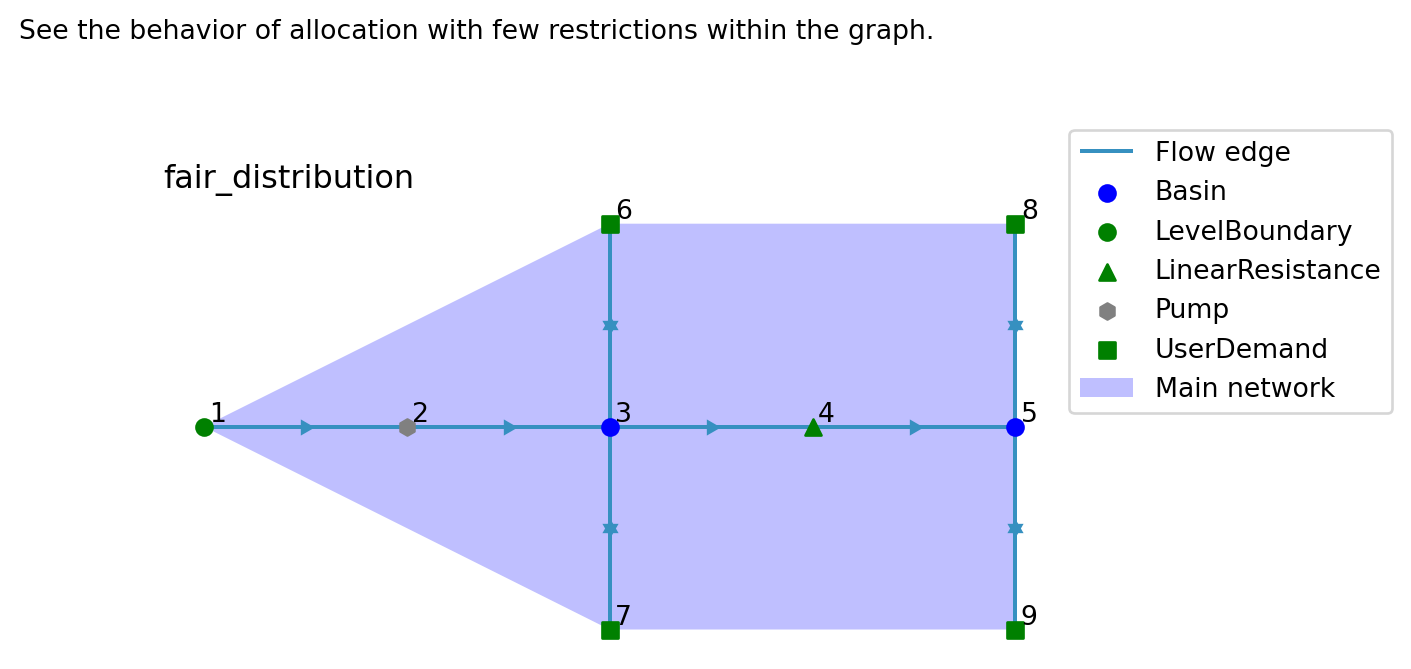 See the behavior of allocation with few restrictions within the graph.
fair_distribution
6
8
1
2
3
4
5
7
9
Flow edge
Basin
LevelBoundary
LinearResistance
Pump
UserDemand
Main network